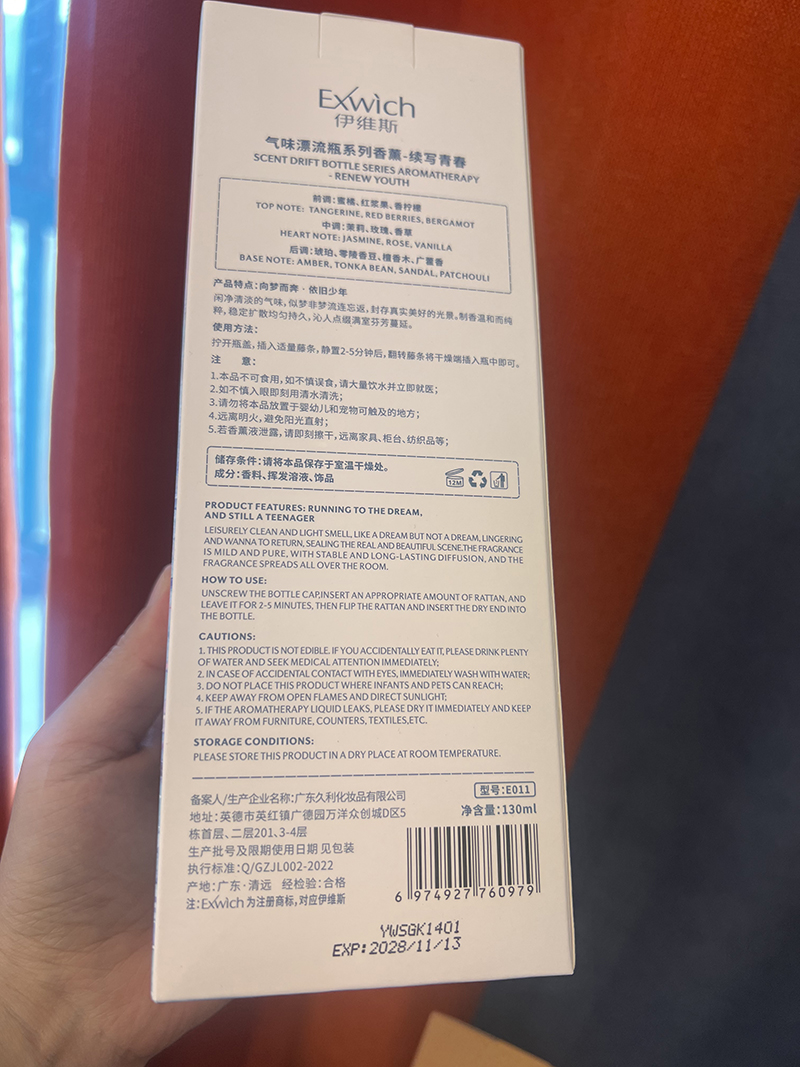 Exwich
伊维斯
气味漂流瓶系列香薰-续写青春
SCENT DRIFT BOTTLE SERIES AROMATHERAPY
- RENEW YOUTH
前调:蜜橘、红浆果、香柠檬
TOP NOTE: TANGERINE, RED BERRIES, BERGAMOT
中调:茉莉、玫瑰、香草
HEART NOTE: JASMINE, ROSE, VANILLA
后调:琥珀、零陵香豆、檀香木、广藿香
BASE NOTE: AMBER, TONKA BEAN, SANDAL, PATCHOULI
产品特点:向梦而奔·依旧少年
闲净清淡的气味,似梦非梦流连忘返,封存真实美好的光景。制香温和而纯
粹,稳定扩散均匀持久,沁人点缀满室芬芳蔓延。
使用方法:
拧开瓶盖,插入适量藤条,静置2-5分钟后,翻转藤条将干燥端插入瓶中即可。
注 意:
1.本品不可食用,如不慎误食,请大量饮水并立即就医;
2.如不慎入眼即刻用清水清洗;
3.请勿将本品放置于婴幼儿和宠物可触及的地方;
4.远离明火,避免阳光直射;
5.若香薰液泄露,请即刻擦干,远离家具、柜台、纺织品等;
储存条件:请将本品保存于室温干燥处。
成分:香料、挥发溶液、饰品
12M
PRODUCT FEATURES: RUNNING TO THE DREAM,
AND STILL A TEENAGER
LEISURELY CLEAN AND LIGHT SMELL, LIKE A DREAM BUT NOT A DREAM, LINGERING
AND WANNA TO RETURN, SEALING THE REAL AND BEAUTIFUL SCENE.THE FRAGRANCE
IS MILD AND PURE, WITH STABLE AND LONG-LASTING DIFFUSION, AND THE
FRAGRANCE SPREADS ALL OVER THE ROOM.
HOW TO USE:
UNSCREW THE BOTTLE CAP,INSERT AN APPROPRIATE AMOUNT OF RATTAN, AND
LEAVE IT FOR 2-5 MINUTES, THEN FLIP THE RATTAN AND INSERT THE DRY END INTO
THE BOTTLE.
CAUTIONS:
1. THIS PRODUCT IS NOT EDIBLE. IF YOU ACCIDENTALLY EAT IT, PLEASE DRINK PLENTY
OF WATER AND SEEK MEDICAL ATTENTION IMMEDIATELY;
2. IN CASE OF ACCIDENTAL CONTACT WITH EYES, IMMEDIATELY WASH WITH WATER;
3. DO NOT PLACE THIS PRODUCT WHERE INFANTS AND PETS CAN REACH;
4. KEEP AWAY FROM OPEN FLAMES AND DIRECT SUNLIGHT;
5. IF THE AROMATHERAPY LIQUID LEAKS, PLEASE DRY IT IMMEDIATELY AND KEEP
IT AWAY FROM FURNITURE, COUNTERS, TEXTILES,ETC.
STORAGE CONDITIONS:
PLEASE STORE THIS PRODUCT IN A DRY PLACE AT ROOM TEMPERATURE.
备案人/生产企业名称:广东久利化妆品有限公司
地址:英德市英红镇广德园万洋众创城D区5
栋首层、二层201、3-4层
生产批号及限期使用日期 见包装
执行标准:Q/GZJL002-2022
产地:广东·清远 经检验:合格
注:Exwich为注册商标,对应伊维斯
型号:E011
净含量:130ml
6 974927 760979
YWSGK1401
EXP:2028/11/13